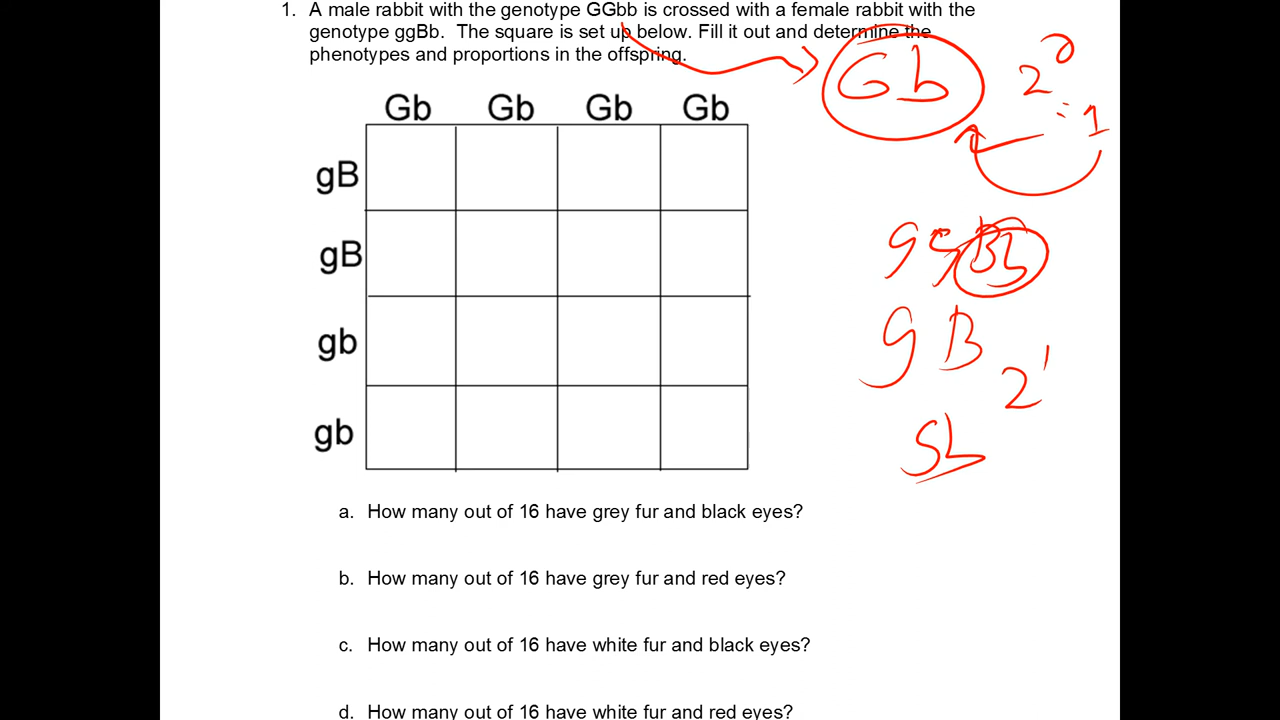 1. A male rabbit with the genotype GGbb is crossed with a female rabbit with the
genotype ggBb. The square is set up below. Fill it out and determine the
phenotypes and proportions in the offspring.
Gb 2⁰
= 1
Gb Gb Gb Gb
gB
gB
gb
gb
ggBb
gB
2¹
a. How many out of 16 have grey fur and black eyes?
b. How many out of 16 have grey fur and red eyes?
c. How many out of 16 have white fur and black eyes?
d. How many out of 16 have white fur and red eyes?